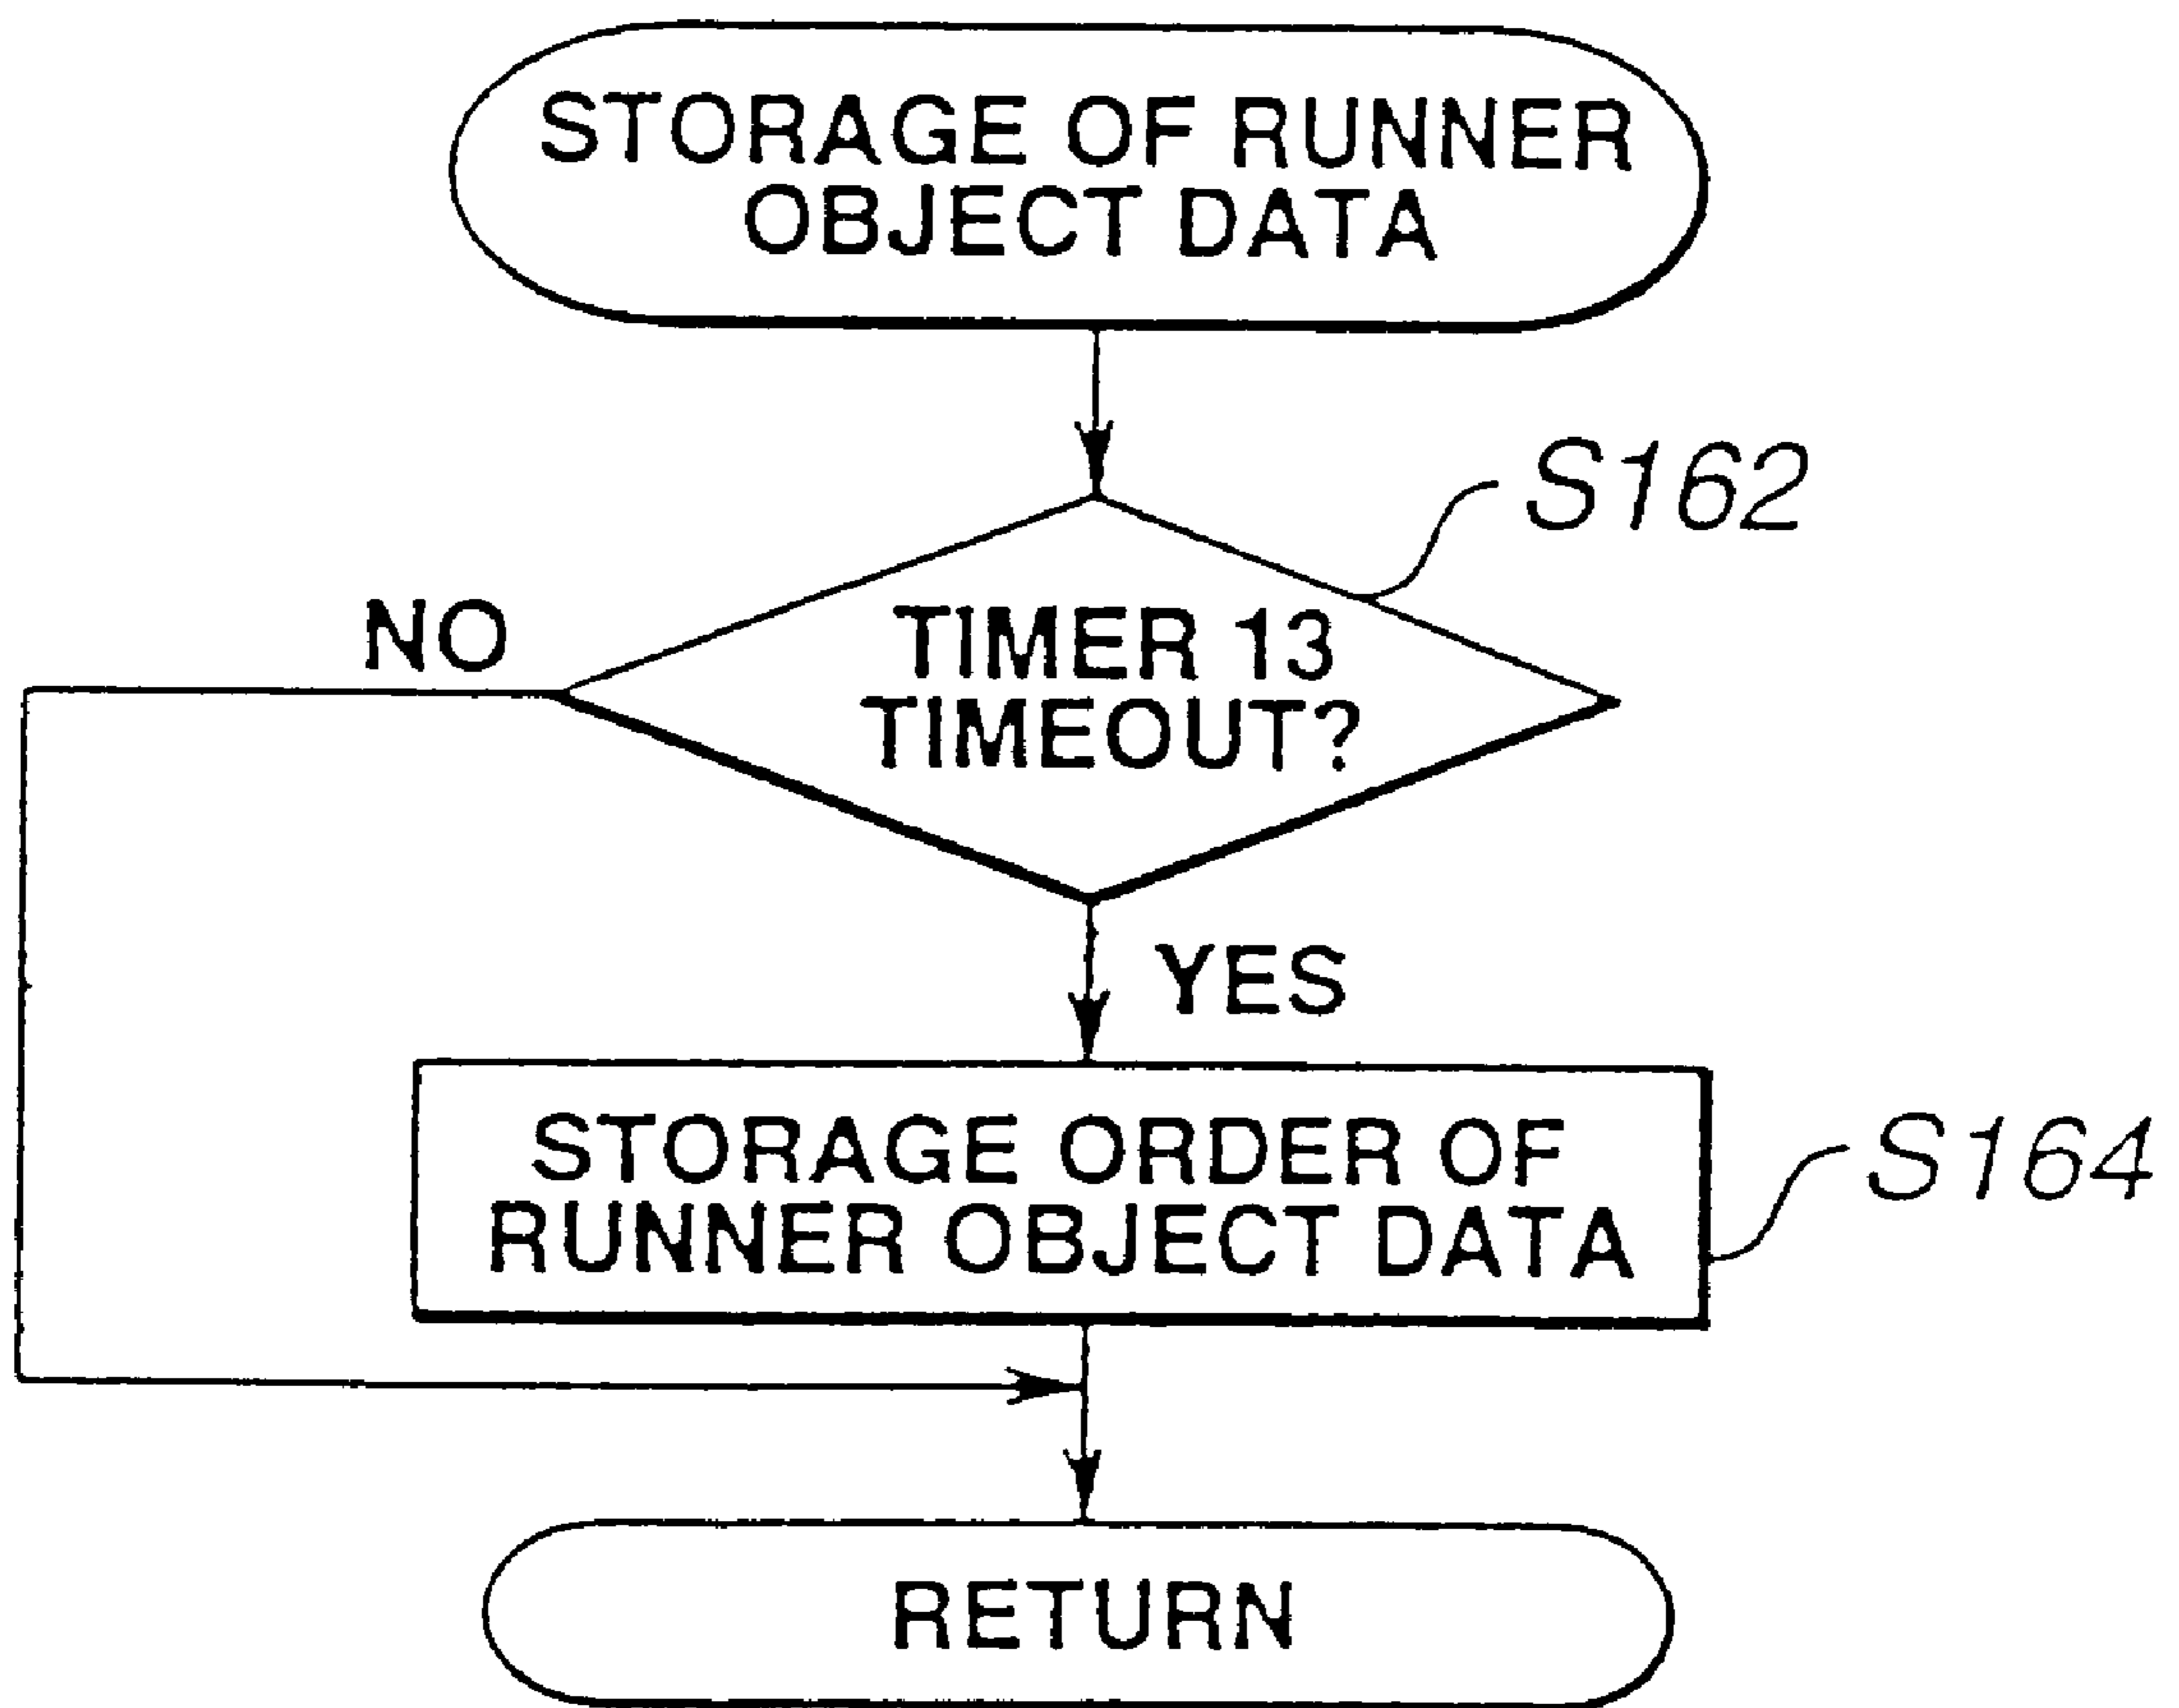 STORAGE OF RUNNER
OBJECT DATA
S162
NO
TIMER 13
TIMEOUT?
YES
STORAGE ORDER OF
RUNNER OBJECT DATA
S164
RETURN